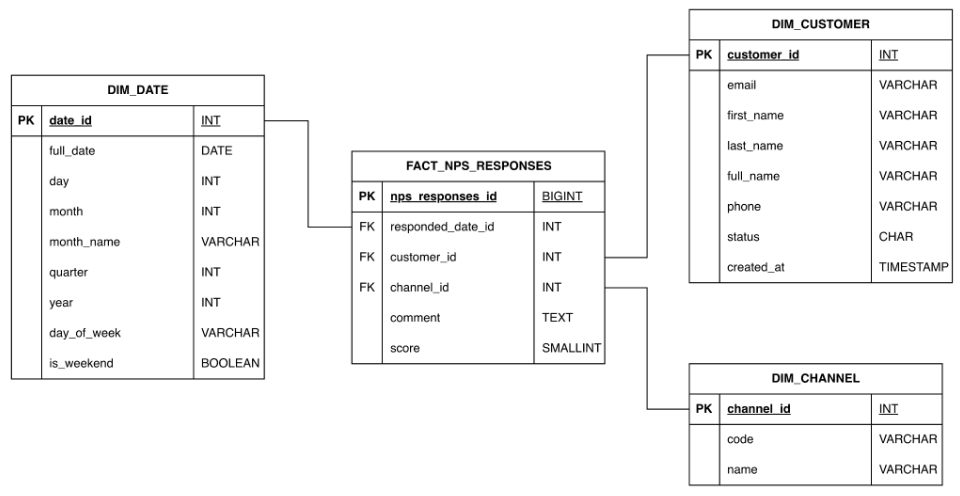 DIM_DATE
PK date_id INT
full_date DATE
day INT
month INT
month_name VARCHAR
quarter INT
year INT
day_of_week VARCHAR
is_weekend BOOLEAN
FACT_NPS_RESPONSES
PK nps_responses_id BIGINT
FK responded_date_id INT
FK customer_id INT
FK channel_id INT
comment TEXT
score SMALLINT
DIM_CUSTOMER
PK customer_id INT
email VARCHAR
first_name VARCHAR
last_name VARCHAR
full_name VARCHAR
phone VARCHAR
status CHAR
created_at TIMESTAMP
DIM_CHANNEL
PK channel_id INT
code VARCHAR
name VARCHAR